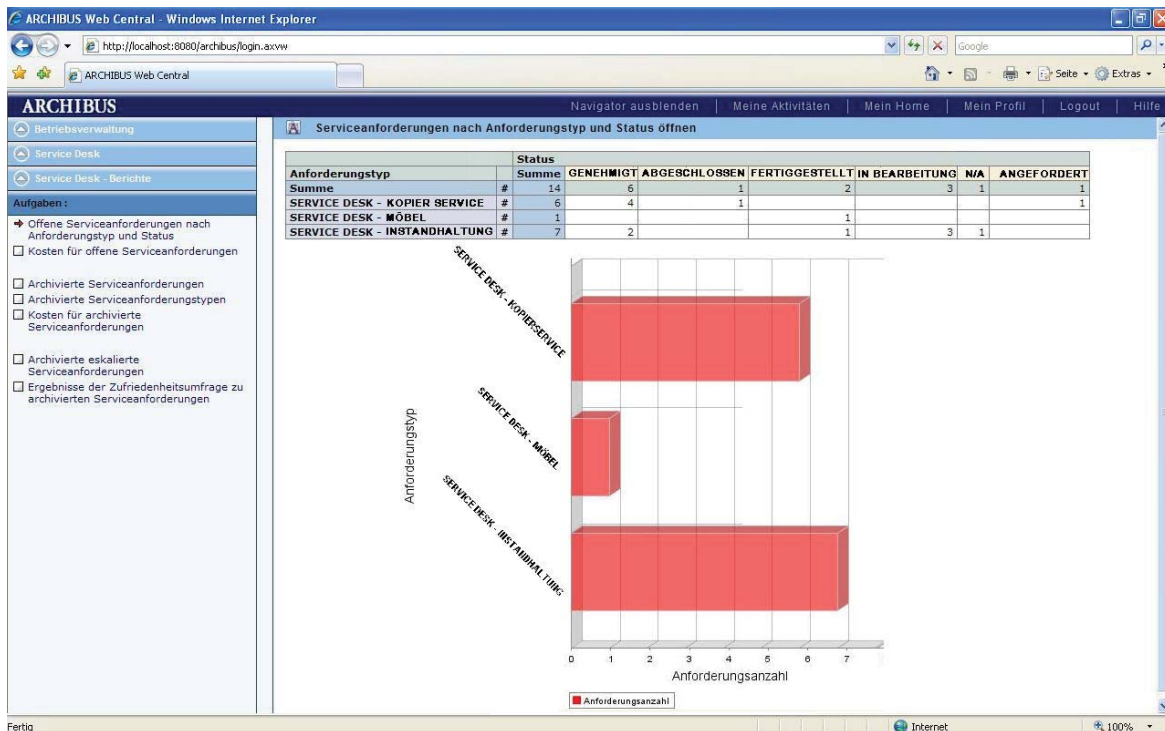 ARCHIBUS Web Central - Windows Internet Explorer
http://localhost:8080/archibus/login.axvw
Google
ARCHIBUS Web Central
Seite
Extras
ARCHIBUS
Navigator ausblenden | Meine Aktivitäten | Mein Home | Mein Profil | Logout | Hilfe
Betriebsverwaltung
Service Desk
Service Desk - Berichte
Aufgaben :
Offene Serviceanforderungen nach
Anforderungstyp und Status
Kosten für offene Serviceanforderungen
Archivierte Serviceanforderungen
Archivierte Serviceanforderungstypen
Kosten für archivierte
Serviceanforderungen
Archivierte eskalierte
Serviceanforderungen
Ergebnisse der Zufriedenheitsumfrage zu
archivierten Serviceanforderungen
Serviceanforderungen nach Anforderungstyp und Status öffnen
Status
Anforderungstyp Summe GENEHMIGT ABGESCHLOSSEN FERTIGGESTELLT IN BEARBEITUNG N/A ANGEFORDERT
Summe # 14 6 1 2 3 1 1
SERVICE DESK - KOPIER SERVICE # 6 4 1 1
SERVICE DESK - MÖBEL # 1 1
SERVICE DESK - INSTANDHALTUNG # 7 2 1 3 1
SERVICE DESK - KOPIERSERVICE
SERVICE DESK - MÖBEL
SERVICE DESK - INSTANDHALTUNG
Anforderungstyp
0 1 2 3 4 5 6 7
Anforderungsanzahl
Anforderungsanzahl
Fertig
Internet
100%